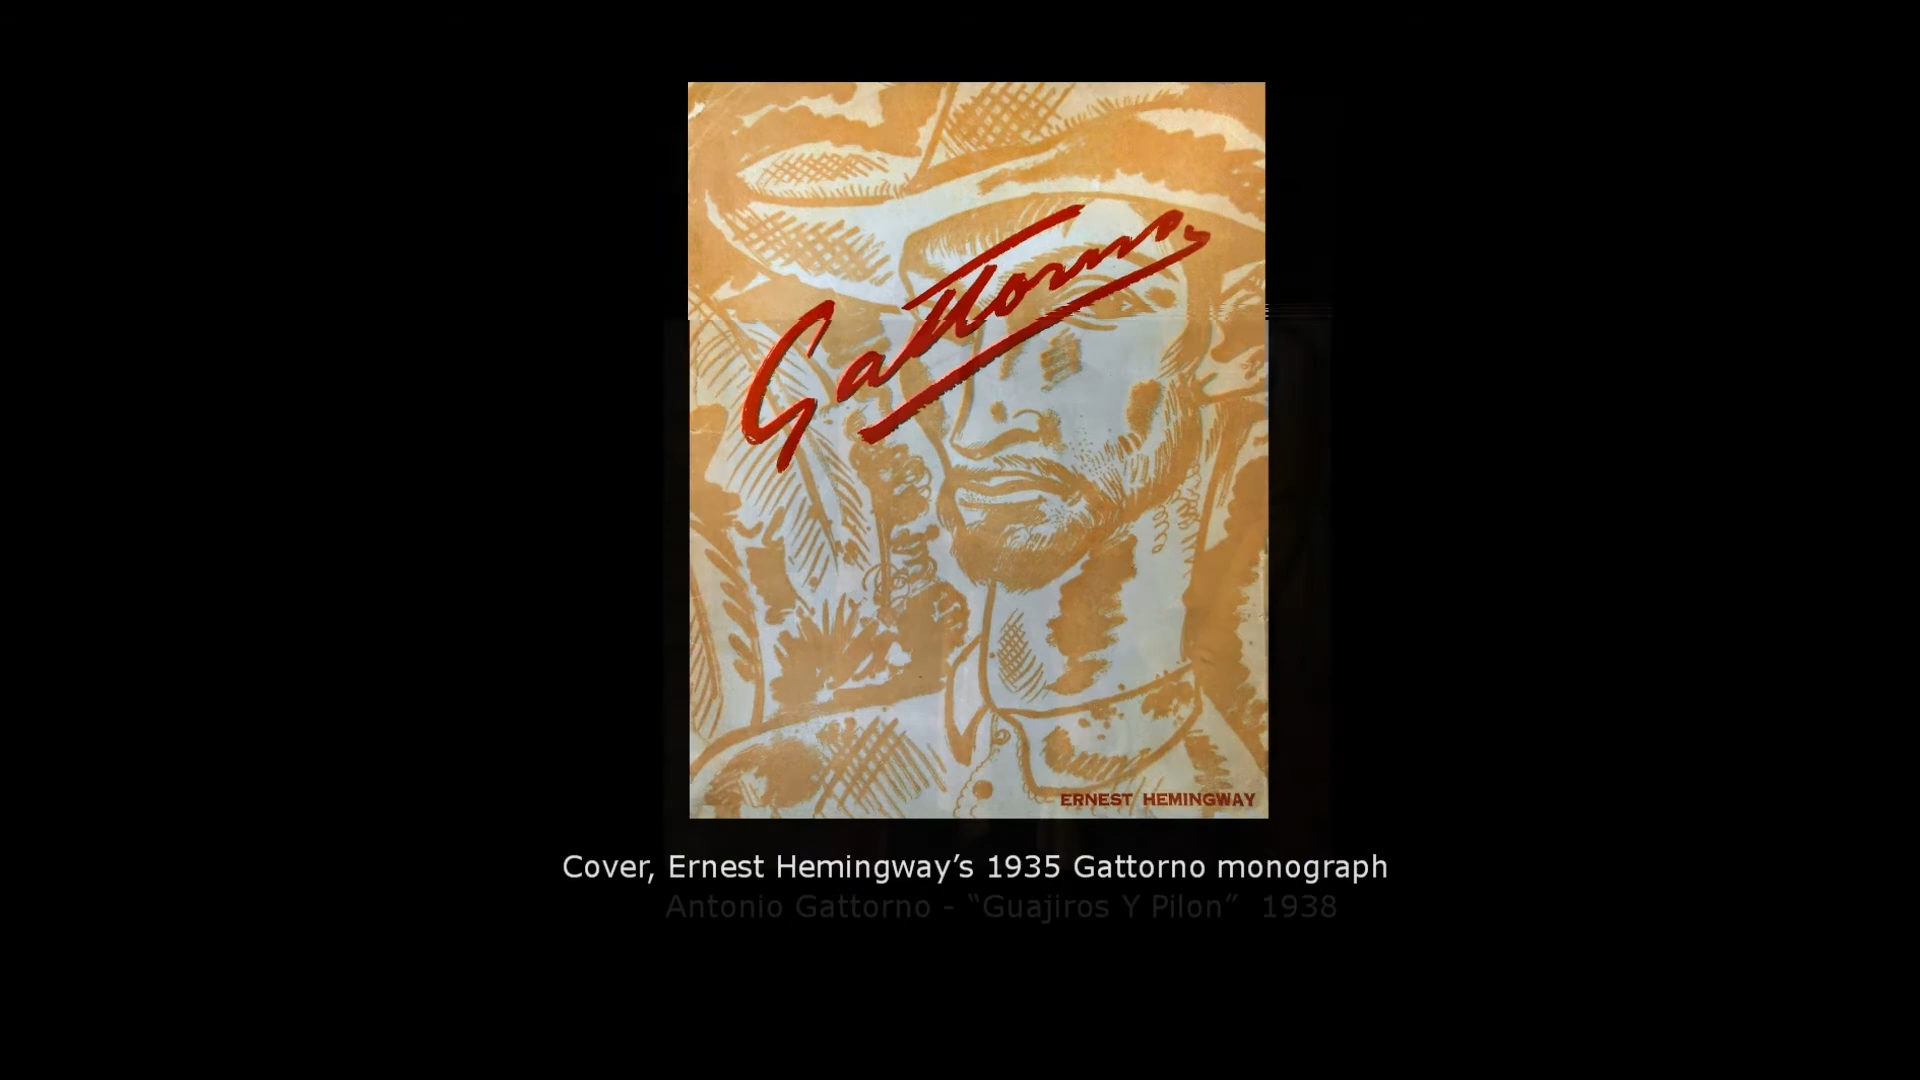 Gattorno
ERNEST HEMINGWAY
Cover, Ernest Hemingway’s 1935 Gattorno monograph
Antonio Gattorno - “Guajiros Y Pilon” 1938